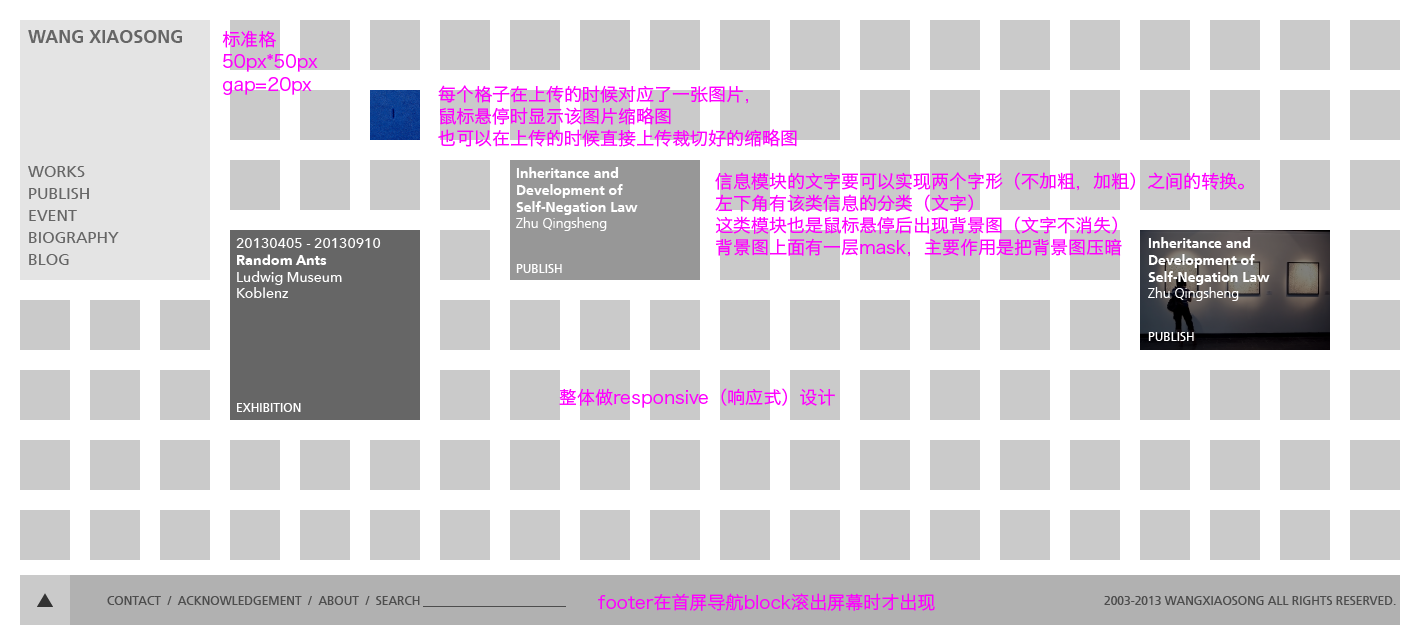 WANG XIAOSONG
标准格
50px*50px
gap=20px
每个格子在上传的时候对应了一张图片，
鼠标悬停时显示该图片缩略图
也可以在上传的时候直接上传裁切好的缩略图
WORKS
PUBLISH
EVENT
BIOGRAPHY
BLOG
Inheritance and
Development of
Self-Negation Law
Zhu Qingsheng
PUBLISH
信息模块的文字要可以实现两个字形（不加粗，加粗）之间的转换。
左下角有该类信息的分类（文字）
这类模块也是鼠标悬停后出现背景图（文字不消失）
背景图上面有一层mask，主要作用是把背景图压暗
20130405 - 20130910
Random Ants
Ludwig Museum
Koblenz
EXHIBITION
Inheritance and
Development of
Self-Negation Law
Zhu Qingsheng
PUBLISH
整体做responsive（响应式）设计
CONTACT / ACKNOWLEDGEMENT / ABOUT / SEARCH
footer在首屏导航block滚出屏幕时才出现
2003-2013 WANGXIAOSONG ALL RIGHTS RESERVED.